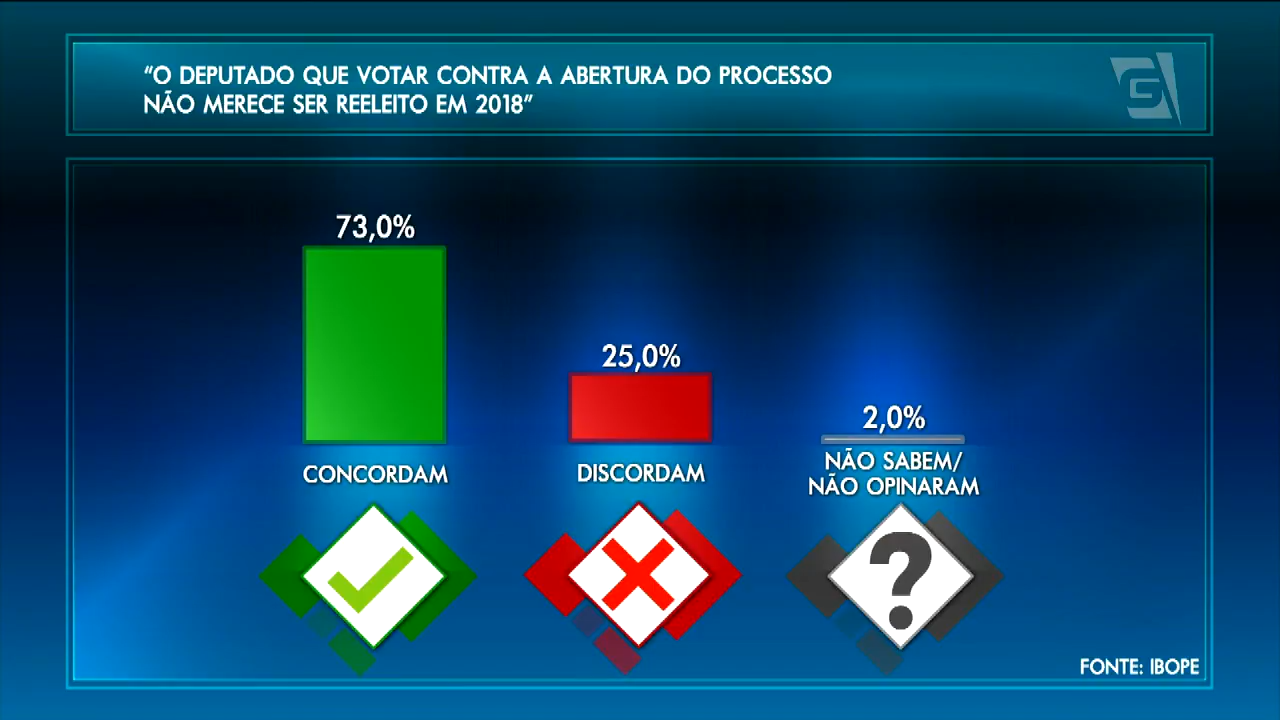 “O DEPUTADO QUE VOTAR CONTRA A ABERTURA DO PROCESSO
NÃO MERECE SER REELEITO EM 2018”
73,0%
25,0%
2,0%
CONCORDAM
DISCORDAM
NÃO SABEM/
NÃO OPINARAM
?
FONTE: IBOPE